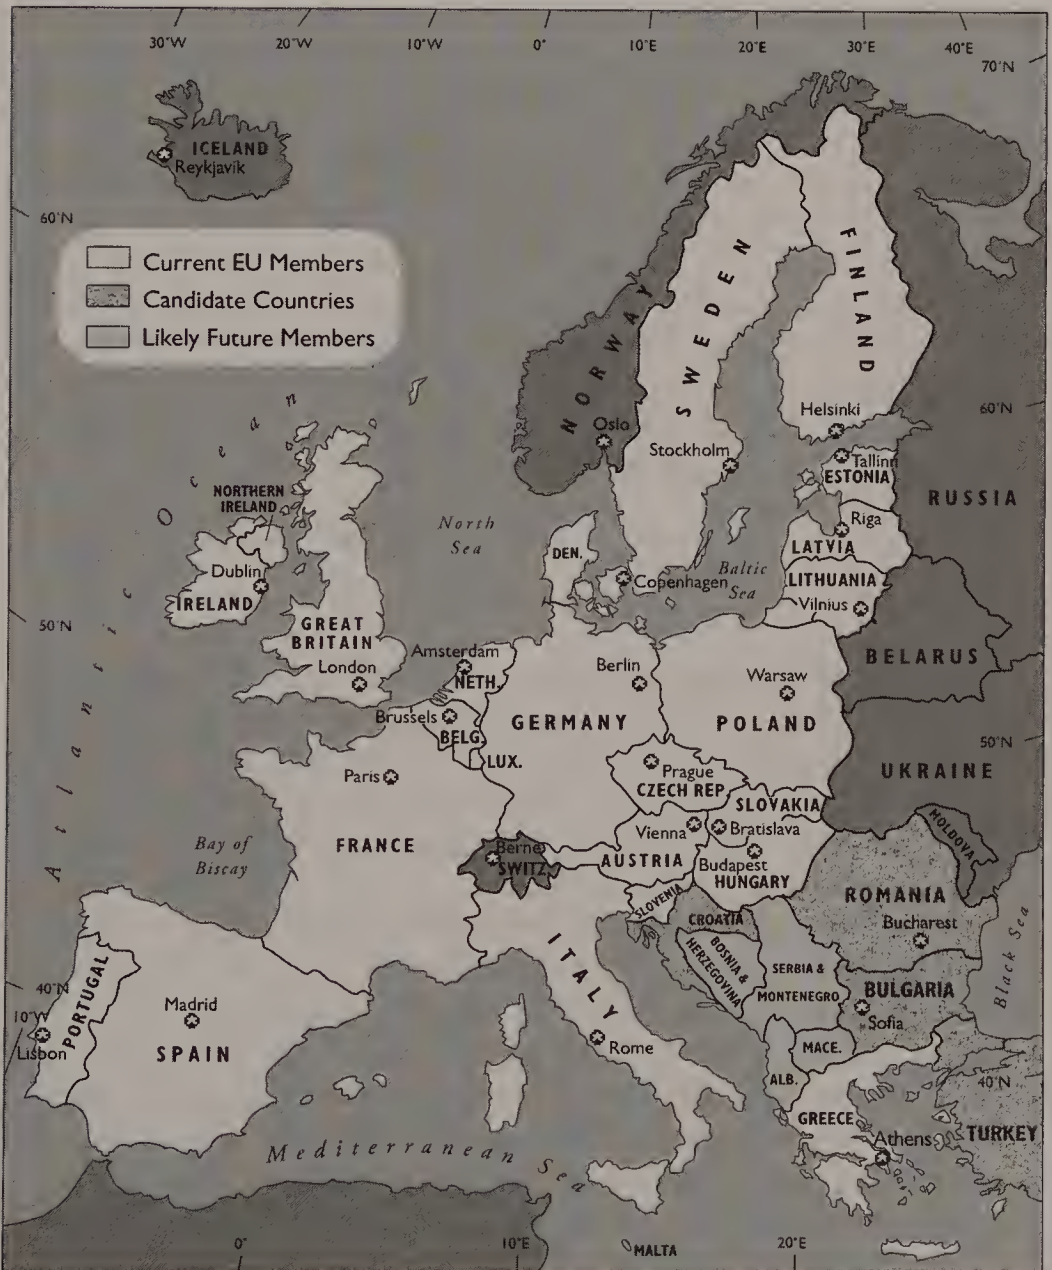 30°W 20°W 10°W 0° 10°E 20°E 30°E 40°E
70°N
ICELAND
Reykjavik
60°N
Current EU Members
Candidate Countries
Likely Future Members
Atlantic Ocean
NORWAY
Oslo
SWEDEN
Stockholm
FINLAND
Helsinki
60°N
Tallinn
ESTONIA
RUSSIA
Riga
LATVIA
LITHUANIA
Vilnius
NORTHERN
IRELAND
Dublin
IRELAND
North
Sea
DEN.
Copenhagen
Baltic
Sea
50°N
GREAT
BRITAIN
London
Amsterdam
NETH.
Brussels
BELG.
LUX.
Berlin
GERMANY
Warsaw
POLAND
BELARUS
50°N
UKRAINE
Paris
FRANCE
Prague
CZECH REP.
SLOVAKIA
Bratislava
Vienna
AUSTRIA
Budapest
HUNGARY
MOLDOVA
Bay of
Biscay
Berne
SWITZ.
SLOVENIA
CROATIA
ROMANIA
Bucharest
Black Sea
ITALY
Rome
BOSNIA &
HERZEGOVINA
SERBIA &
MONTENEGRO
BULGARIA
Sofia
40°N
10°W
PORTUGAL
Lisbon
Madrid
SPAIN
MACE.
ALB.
GREECE
Athens
40°N
TURKEY
Mediterranean Sea
0° 10°E 20°E
MALTA